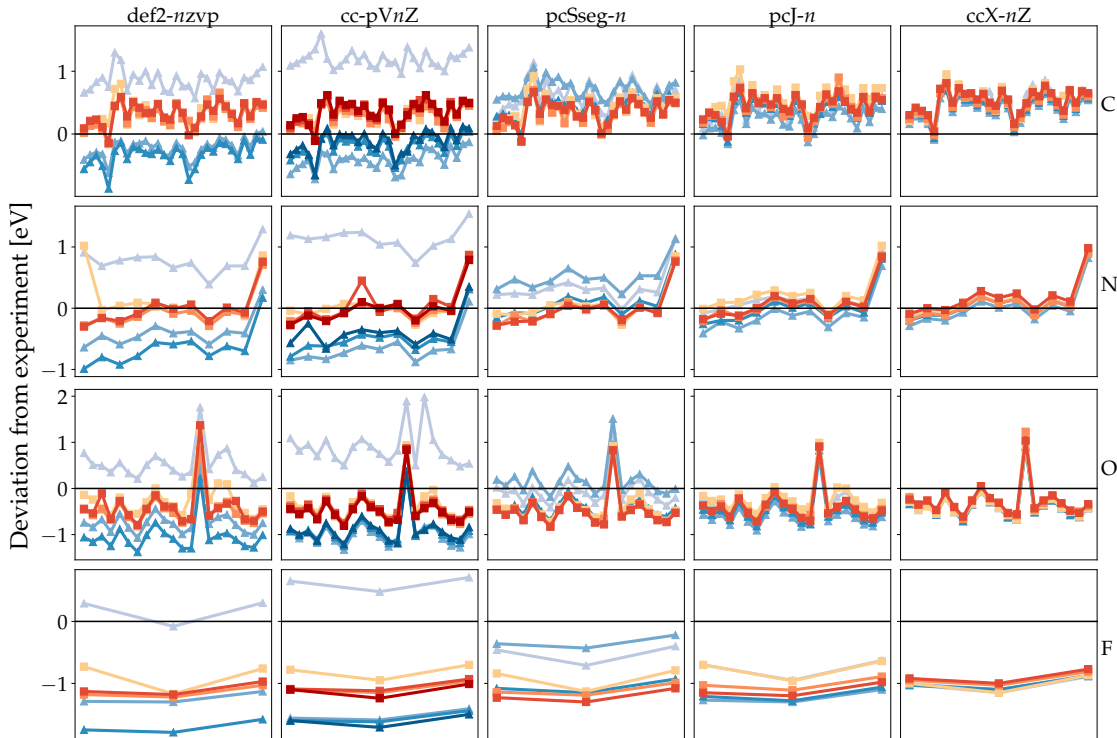 def2-nzvp cc-pVnZ pcSseg-n pcJ-n ccX-nZ
Deviation from experiment [eV]
1
0
C
1
0
−1
N
2
1
0
−1
O
0
−1
F